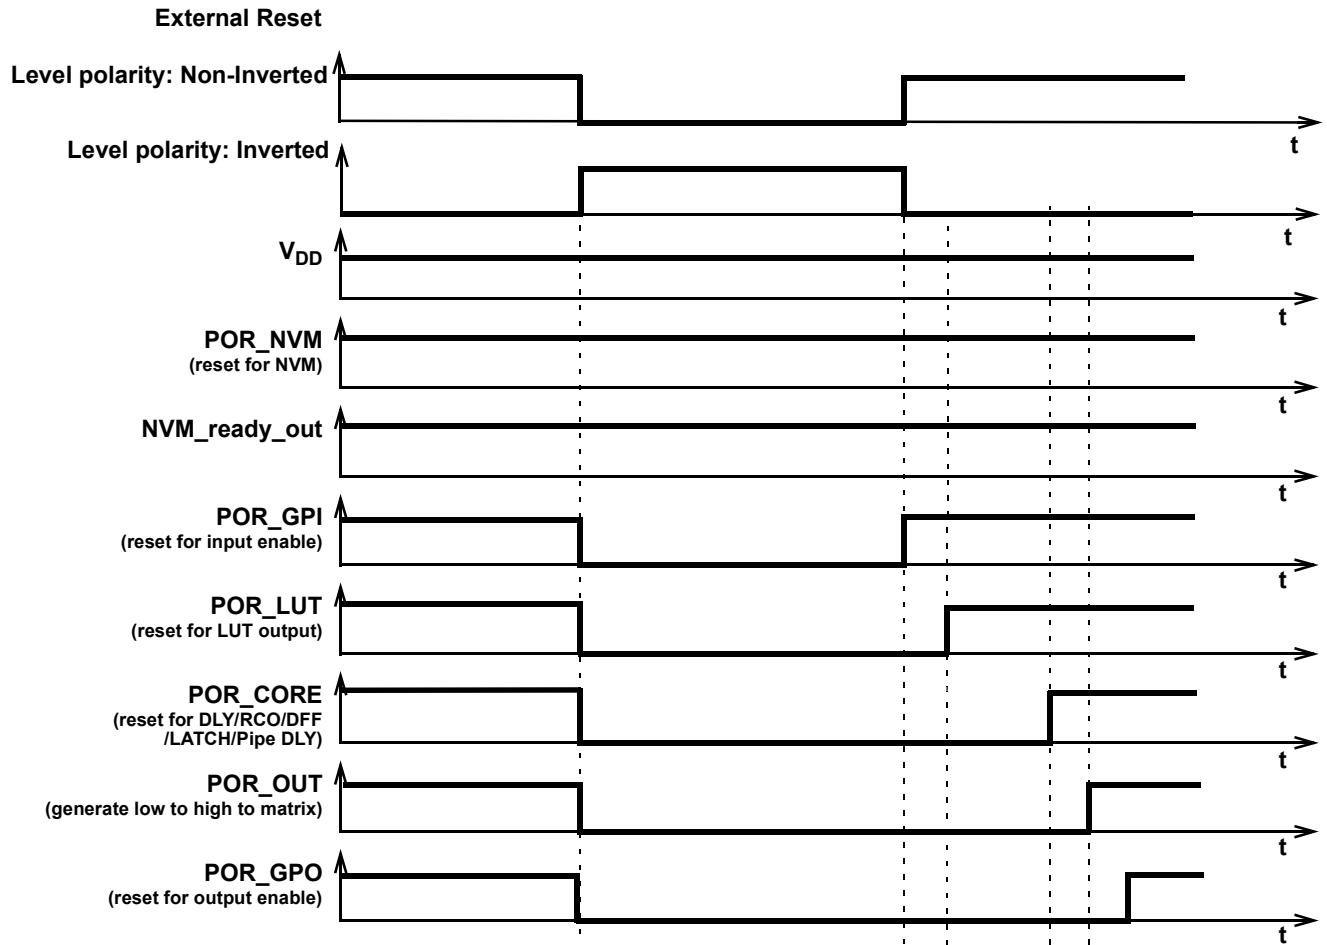 External Reset
Level polarity: Non-Inverted
t
Level polarity: Inverted
t
VDD
t
POR_NVM
(reset for NVM)
t
NVM_ready_out
t
POR_GPI
(reset for input enable)
t
POR_LUT
(reset for LUT output)
t
POR_CORE
(reset for DLY/RCO/DFF
/LATCH/Pipe DLY)
t
POR_OUT
(generate low to high to matrix)
t
POR_GPO
(reset for output enable)
t